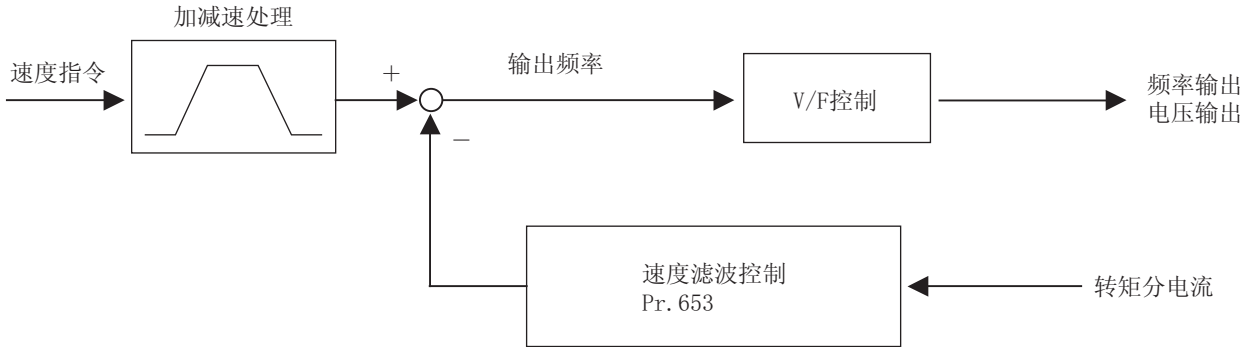 加减速处理
速度指令
+
输出频率
V/F控制
频率输出
电压输出
−
速度滤波控制
Pr.653
转矩分电流